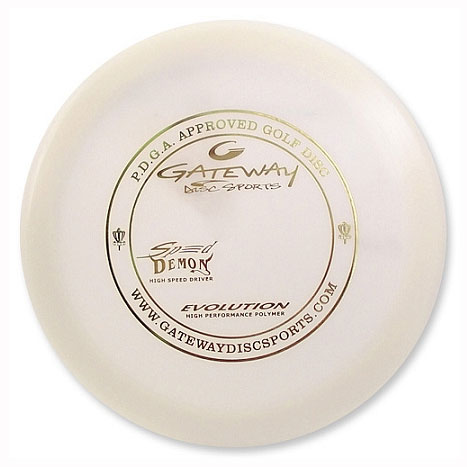 P.D.G.A. APPROVED GOLF DISC
G
GATEWAY
DISC SPORTS
Speed
DEMON
HIGH SPEED DRIVER
EVOLUTION
HIGH PERFORMANCE POLYMER
WWW.GATEWAYDISCSPORTS.COM